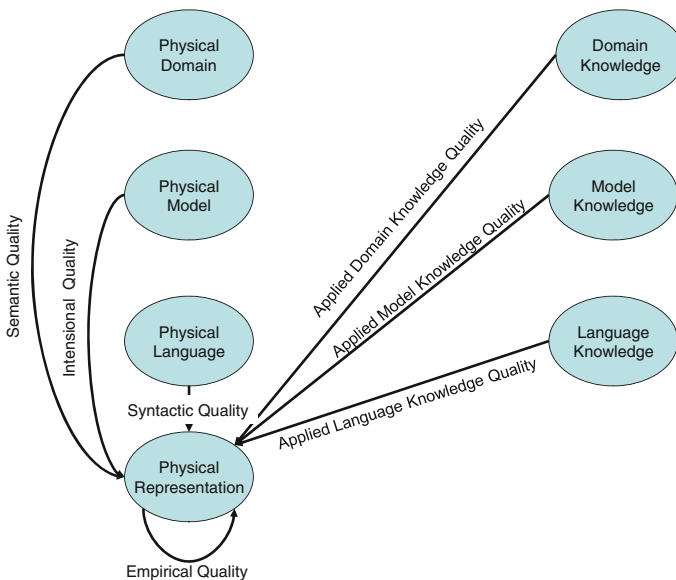 Physical
Domain
Domain
Knowledge
Physical
Model
Model
Knowledge
Physical
Language
Language
Knowledge
Physical
Representation
Semantic Quality
Intensional Quality
Syntactic Quality
Empirical Quality
Applied Domain Knowledge Quality
Applied Model Knowledge Quality
Applied Language Knowledge Quality